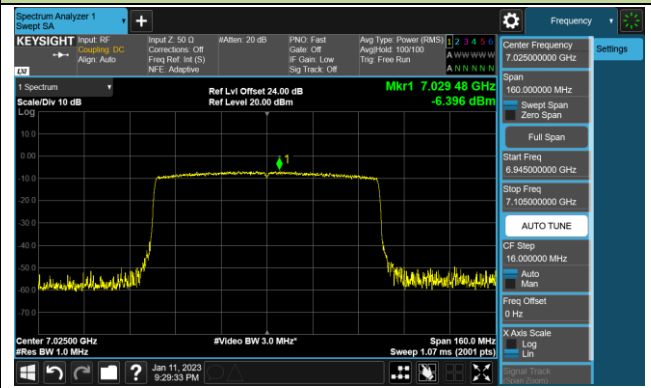 Spectrum Analyzer 1
Swept SA
+
Frequency
KEYSIGHT
Input: RF
Coupling: DC
Align: Auto
Input Z: 50 Ω
Corrections: Off
Freq Ref: Int (S)
NFE: Adaptive
#Atten: 20 dB
PNO: Fast
Gate: Off
IF Gain: Low
Sig Track: Off
Avg Type: Power (RMS)
Avg|Hold: 100/100
Trig: Free Run
1 2 3 4 5 6
A W W W W W
A N N N N N
LXI
1 Spectrum
Scale/Div 10 dB
Ref Lvl Offset 24.00 dB
Ref Level 20.00 dBm
Mkr1 7.029 48 GHz
-6.396 dBm
Log
10.0
0.00
-10.0
-20.0
-30.0
-40.0
-50.0
-60.0
-70.0
1
Center 7.02500 GHz
#Res BW 1.0 MHz
#Video BW 3.0 MHz*
Span 160.0 MHz
Sweep 1.07 ms (2001 pts)
Center Frequency
7.025000000 GHz
Settings
Span
160.000000 MHz
Swept Span
Zero Span
Full Span
Start Freq
6.945000000 GHz
Stop Freq
7.105000000 GHz
AUTO TUNE
CF Step
16.000000 MHz
Auto
Man
Freq Offset
0 Hz
X Axis Scale
Log
Lin
Signal Track
(Span Zoom)
?
Jan 11, 2023
9:29:33 PM